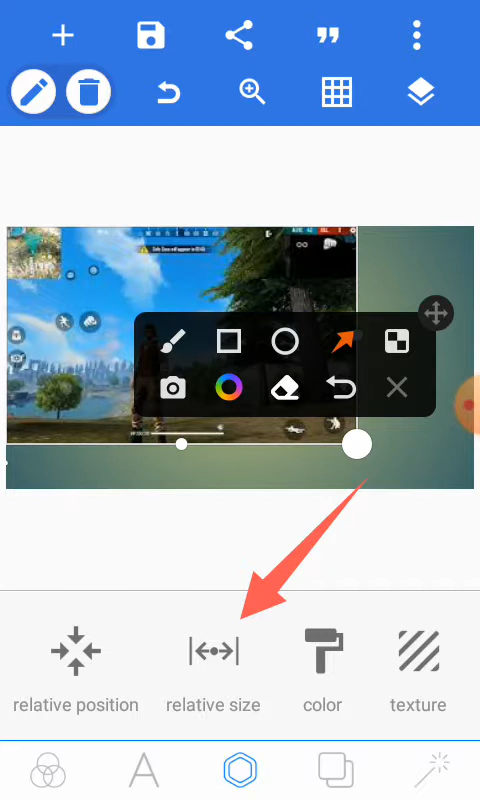 relative position
relative size
color
texture